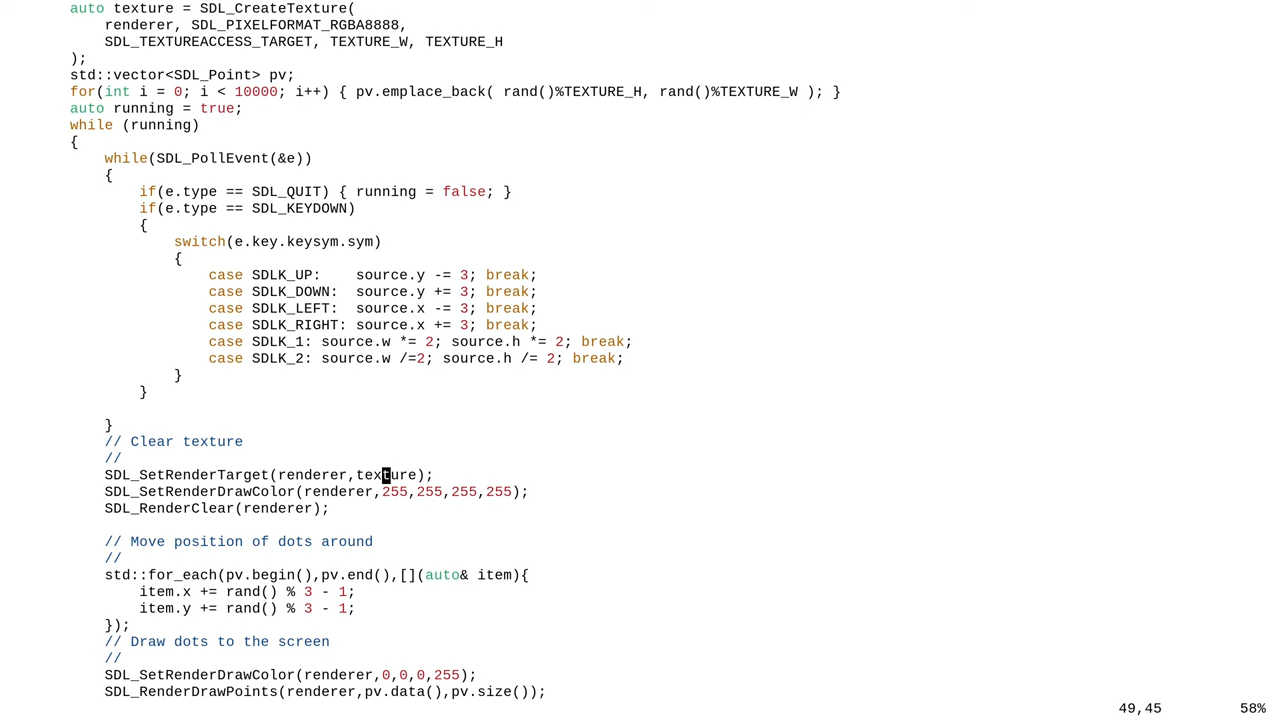 auto texture = SDL_CreateTexture(
    renderer, SDL_PIXELFORMAT_RGBA8888,
    SDL_TEXTUREACCESS_TARGET, TEXTURE_W, TEXTURE_H
);
std::vector<SDL_Point> pv;
for(int i = 0; i < 10000; i++) { pv.emplace_back( rand()%TEXTURE_H, rand()%TEXTURE_W ); }
auto running = true;
while (running)
{
    while(SDL_PollEvent(&e))
    {
        if(e.type == SDL_QUIT) { running = false; }
        if(e.type == SDL_KEYDOWN)
        {
            switch(e.key.keysym.sym)
            {
                case SDLK_UP:    source.y -= 3; break;
                case SDLK_DOWN:  source.y += 3; break;
                case SDLK_LEFT:  source.x -= 3; break;
                case SDLK_RIGHT: source.x += 3; break;
                case SDLK_1: source.w *= 2; source.h *= 2; break;
                case SDLK_2: source.w /=2; source.h /= 2; break;
            }
        }

    }
    // Clear texture
    //
    SDL_SetRenderTarget(renderer,texture);
    SDL_SetRenderDrawColor(renderer,255,255,255,255);
    SDL_RenderClear(renderer);

    // Move position of dots around
    //
    std::for_each(pv.begin(),pv.end(),[](auto& item){
        item.x += rand() % 3 - 1;
        item.y += rand() % 3 - 1;
    });
    // Draw dots to the screen
    //
    SDL_SetRenderDrawColor(renderer,0,0,0,255);
    SDL_RenderDrawPoints(renderer,pv.data(),pv.size());
49,45 58%